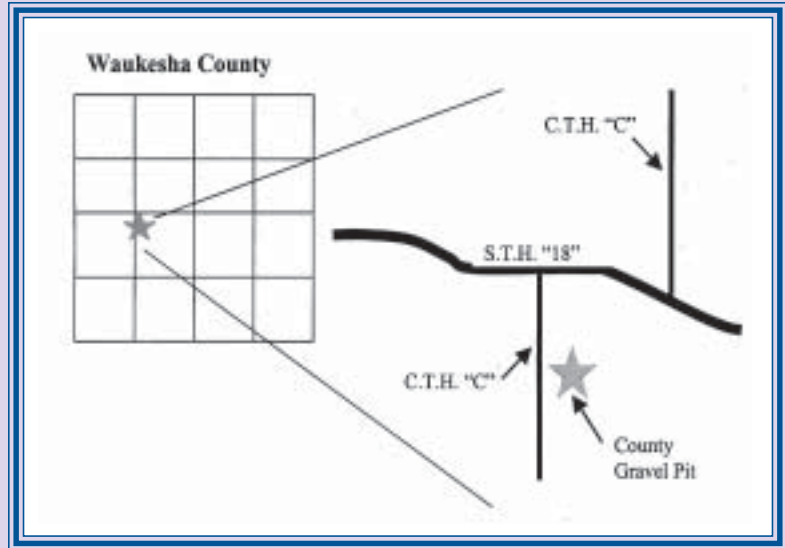 Waukesha County
C.T.H. “C”
S.T.H. “18”
C.T.H. “C”
County
Gravel Pit